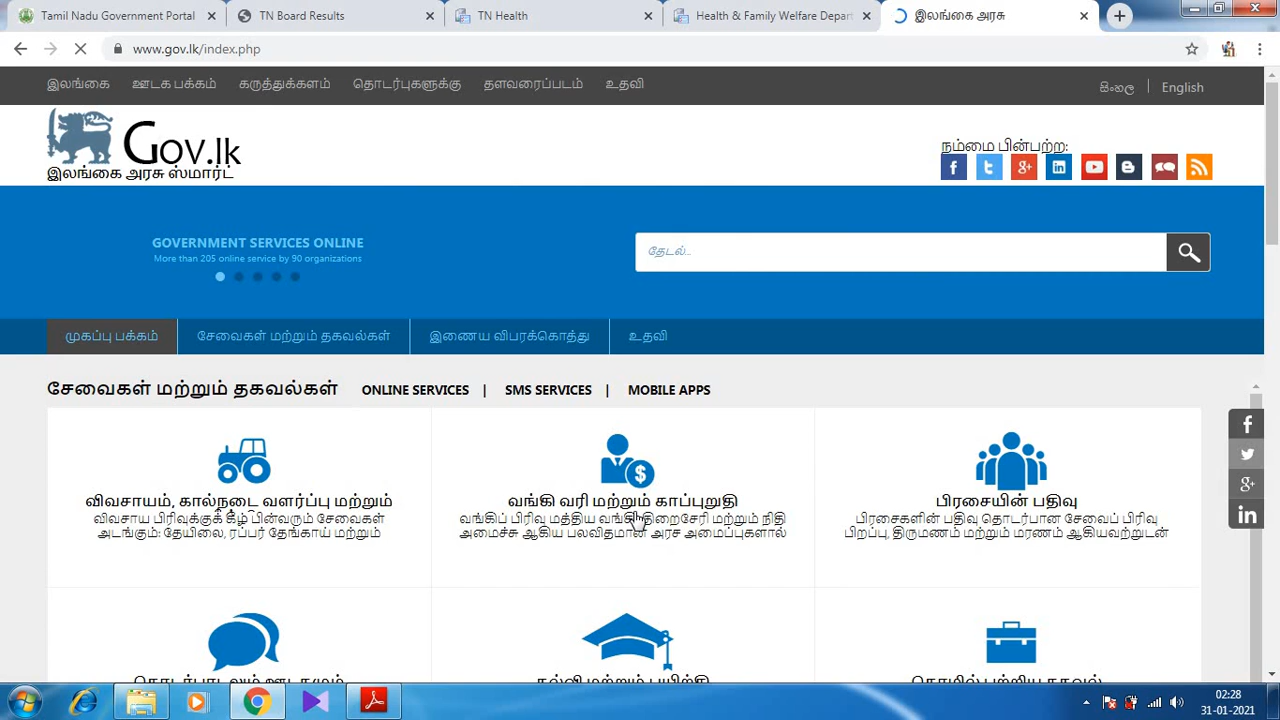 Tamil Nadu Government Portal
TN Board Results
TN Health
Health & Family Welfare Depar
இலங்கை அரசு
www.gov.lk/index.php
இலங்கை ஊடக பக்கம் கருத்துக்களம் தொடர்புகளுக்கு தளவரைப்படம் உதவி
සිංහල | English
Gov.lk
இலங்கை அரசு ஸ்மார்ட்
நம்மை பின்பற்ற:
GOVERNMENT SERVICES ONLINE
More than 205 online service by 90 organizations
தேடல்...
முகப்பு பக்கம் சேவைகள் மற்றும் தகவல்கள் இணைய விபரக்கொத்து உதவி
சேவைகள் மற்றும் தகவல்கள் ONLINE SERVICES | SMS SERVICES | MOBILE APPS
விவசாயம், கால்நடை வளர்ப்பு மற்றும்
விவசாய பிரிவுக்குக் கீழ் பின்வரும் சேவைகள்
அடங்கும்: தேயிலை, ரப்பர் தேங்காய் மற்றும்
வங்கி வரி மற்றும் காப்புறுதி
வங்கிப் பிரிவு மத்திய வங்கி, திறைசேரி மற்றும் நிதி
அமைச்சு ஆகிய பலவிதமான அரச அமைப்புகளால்
பிரசையின் பதிவு
பிரசைகளின் பதிவு தொடர்பான சேவைப் பிரிவு
பிறப்பு, திருமணம் மற்றும் மரணம் ஆகியவற்றுடன்
02:28
31-01-2021